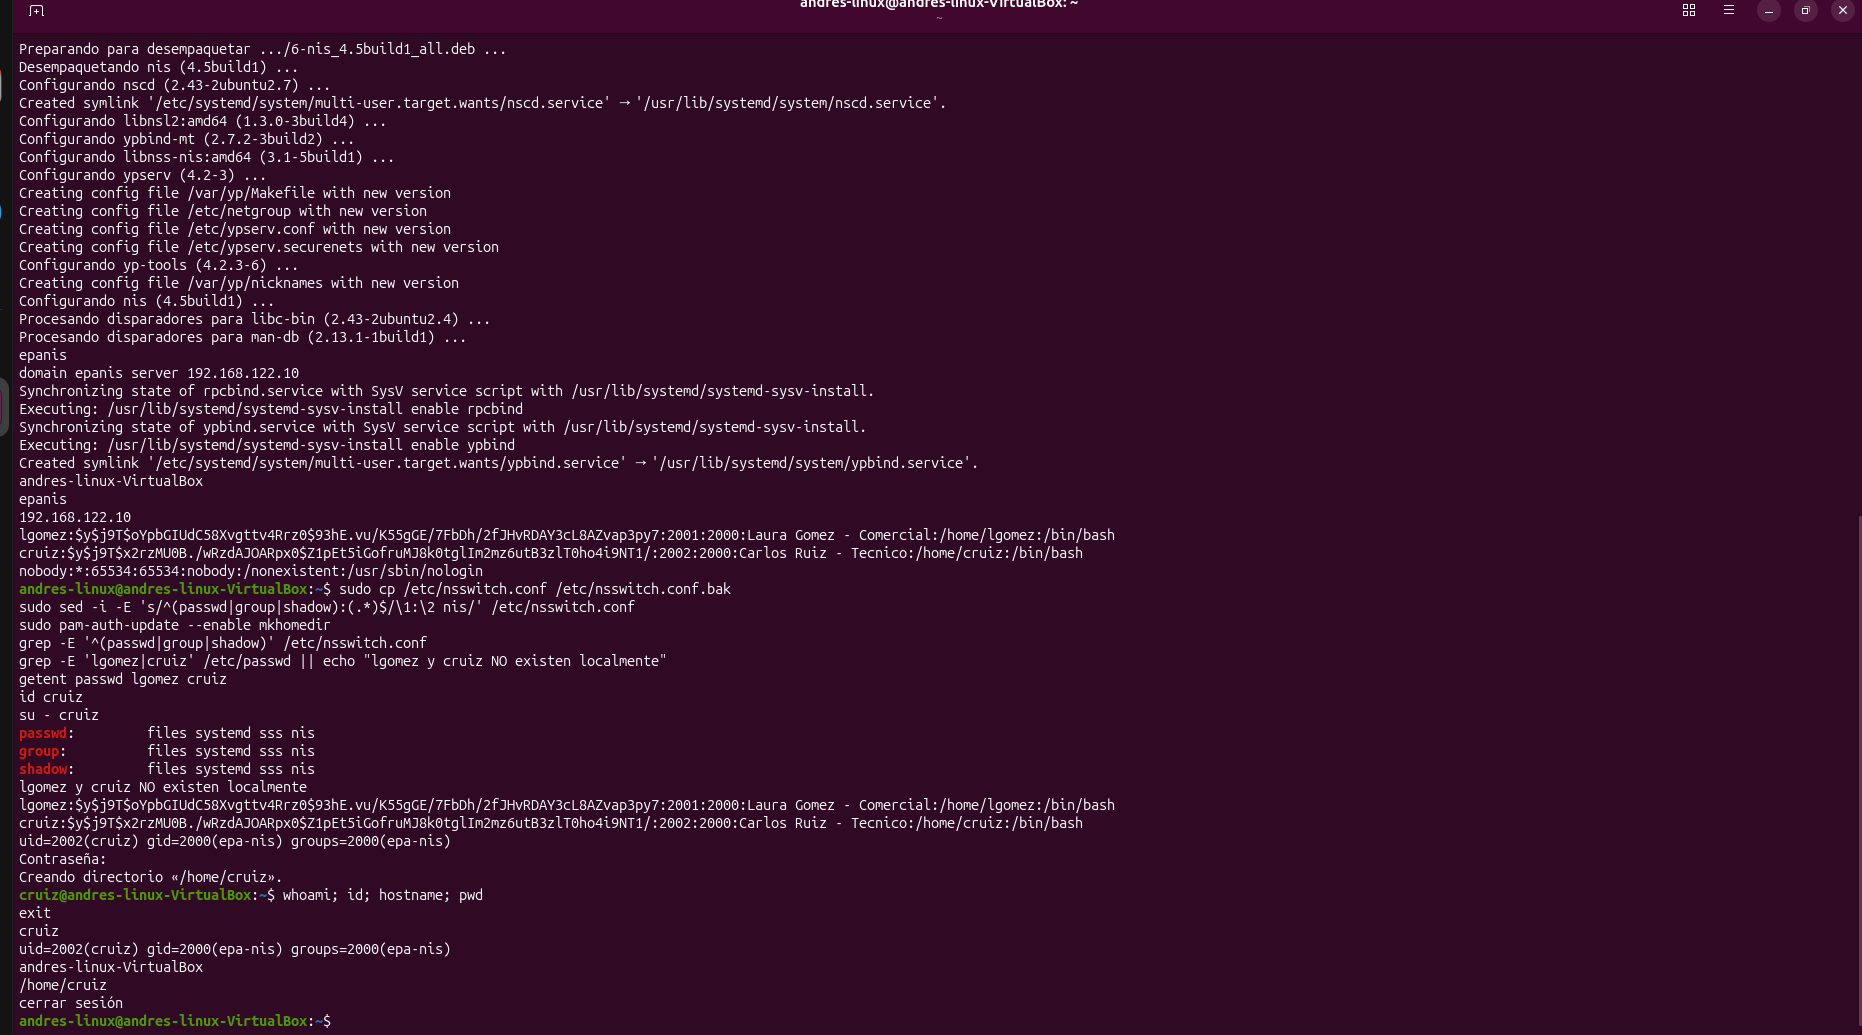 andres-linux@andres-linux-VirtualBox: ~
~
Preparando para desempaquetar .../6-nis_4.5build1_all.deb ...
Desempaquetando nis (4.5build1) ...
Configurando nscd (2.43-2ubuntu2.7) ...
Created symlink '/etc/systemd/system/multi-user.target.wants/nscd.service' → '/usr/lib/systemd/system/nscd.service'.
Configurando libnsl2:amd64 (1.3.0-3build4) ...
Configurando ypbind-mt (2.7.2-3build2) ...
Configurando libnss-nis:amd64 (3.1-5build1) ...
Configurando ypserv (4.2-3) ...
Creating config file /var/yp/Makefile with new version
Creating config file /etc/netgroup with new version
Creating config file /etc/ypserv.conf with new version
Creating config file /etc/ypserv.securenets with new version
Configurando yp-tools (4.2.3-6) ...
Creating config file /var/yp/nicknames with new version
Configurando nis (4.5build1) ...
Procesando disparadores para libc-bin (2.43-2ubuntu2.4) ...
Procesando disparadores para man-db (2.13.1-1build1) ...
epanis
domain epanis server 192.168.122.10
Synchronizing state of rpcbind.service with SysV service script with /usr/lib/systemd/systemd-sysv-install.
Executing: /usr/lib/systemd/systemd-sysv-install enable rpcbind
Synchronizing state of ypbind.service with SysV service script with /usr/lib/systemd/systemd-sysv-install.
Executing: /usr/lib/systemd/systemd-sysv-install enable ypbind
Created symlink '/etc/systemd/system/multi-user.target.wants/ypbind.service' → '/usr/lib/systemd/system/ypbind.service'.
andres-linux-VirtualBox
epanis
192.168.122.10
lgomez:$y$j9T$oYpbGIUdC58Xvgttv4Rrz0$93hE.vu/K55gGE/7FbDh/2fJHvRDAY3cL8AZvap3py7:2001:2000:Laura Gomez - Comercial:/home/lgomez:/bin/bash
cruiz:$y$j9T$x2rzMU0B./wRzdAJOARpx0$Z1pEt5iGofruMJ8k0tglIm2mz6utB3zlT0ho4i9NT1/:2002:2000:Carlos Ruiz - Tecnico:/home/cruiz:/bin/bash
nobody:*:65534:65534:nobody:/nonexistent:/usr/sbin/nologin
andres-linux@andres-linux-VirtualBox:~$ sudo cp /etc/nsswitch.conf /etc/nsswitch.conf.bak
sudo sed -i -E 's/^(passwd|group|shadow):(.*)$/\1:\2 nis/' /etc/nsswitch.conf
sudo pam-auth-update --enable mkhomedir
grep -E '^(passwd|group|shadow)' /etc/nsswitch.conf
grep -E 'lgomez|cruiz' /etc/passwd || echo "lgomez y cruiz NO existen localmente"
getent passwd lgomez cruiz
id cruiz
su - cruiz
passwd:         files systemd sss nis
group:          files systemd sss nis
shadow:         files systemd sss nis
lgomez y cruiz NO existen localmente
lgomez:$y$j9T$oYpbGIUdC58Xvgttv4Rrz0$93hE.vu/K55gGE/7FbDh/2fJHvRDAY3cL8AZvap3py7:2001:2000:Laura Gomez - Comercial:/home/lgomez:/bin/bash
cruiz:$y$j9T$x2rzMU0B./wRzdAJOARpx0$Z1pEt5iGofruMJ8k0tglIm2mz6utB3zlT0ho4i9NT1/:2002:2000:Carlos Ruiz - Tecnico:/home/cruiz:/bin/bash
uid=2002(cruiz) gid=2000(epa-nis) groups=2000(epa-nis)
Contraseña:
Creando directorio «/home/cruiz».
cruiz@andres-linux-VirtualBox:~$ whoami; id; hostname; pwd
exit
cruiz
uid=2002(cruiz) gid=2000(epa-nis) groups=2000(epa-nis)
andres-linux-VirtualBox
/home/cruiz
cerrar sesión
andres-linux@andres-linux-VirtualBox:~$